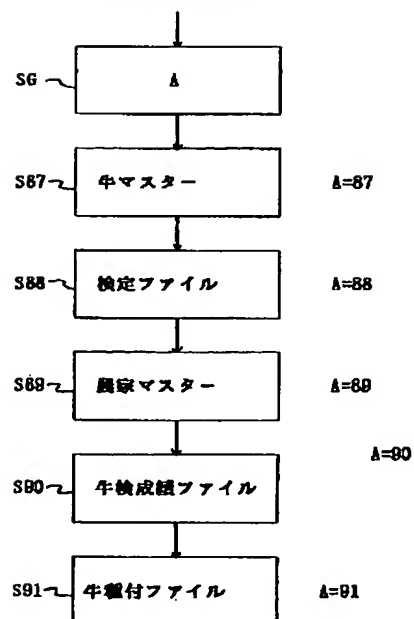 SG A
S87 牛マスター A=87
S88 検定ファイル A=88
S89 農家マスター A=89
A=90
S90 牛検成績ファイル
S91 牛種付ファイル A=91